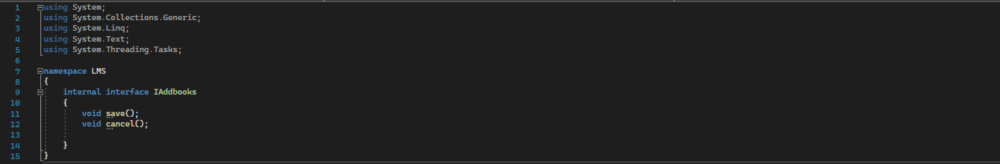 1 using System;
2 using System.Collections.Generic;
3 using System.Linq;
4 using System.Text;
5 using System.Threading.Tasks;
6
7 namespace LMS
8 {
9     internal interface IAddbooks
10     {
11         void save();
12         void cancel();
13
14     }
15 }